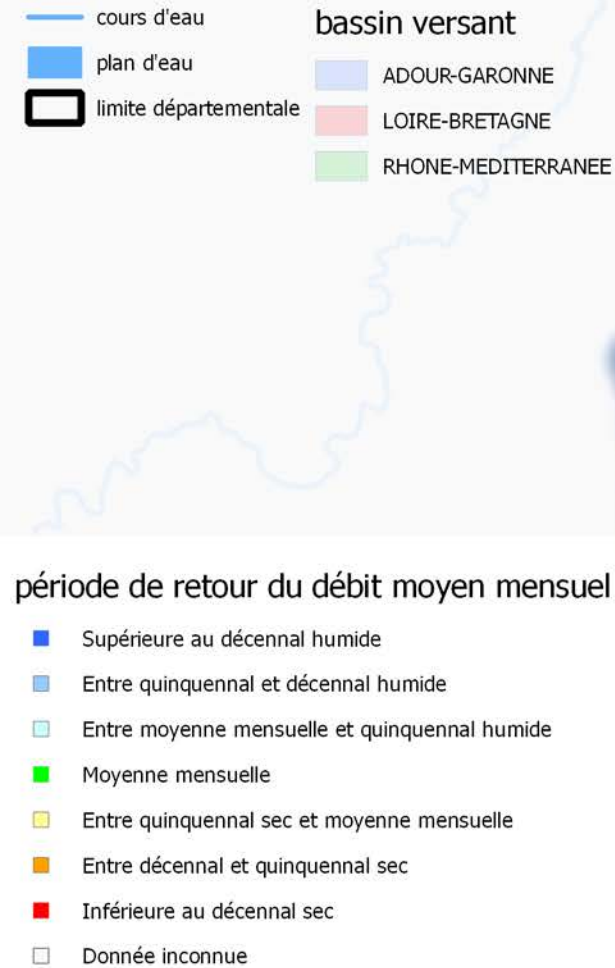 cours d'eau
plan d'eau
limite départementale
bassin versant
ADOUR-GARONNE
LOIRE-BRETAGNE
RHONE-MEDITERRANEE
période de retour du débit moyen mensuel
Supérieure au décennal humide
Entre quinquennal et décennal humide
Entre moyenne mensuelle et quinquennal humide
Moyenne mensuelle
Entre quinquennal sec et moyenne mensuelle
Entre décennal et quinquennal sec
Inférieure au décennal sec
Donnée inconnue